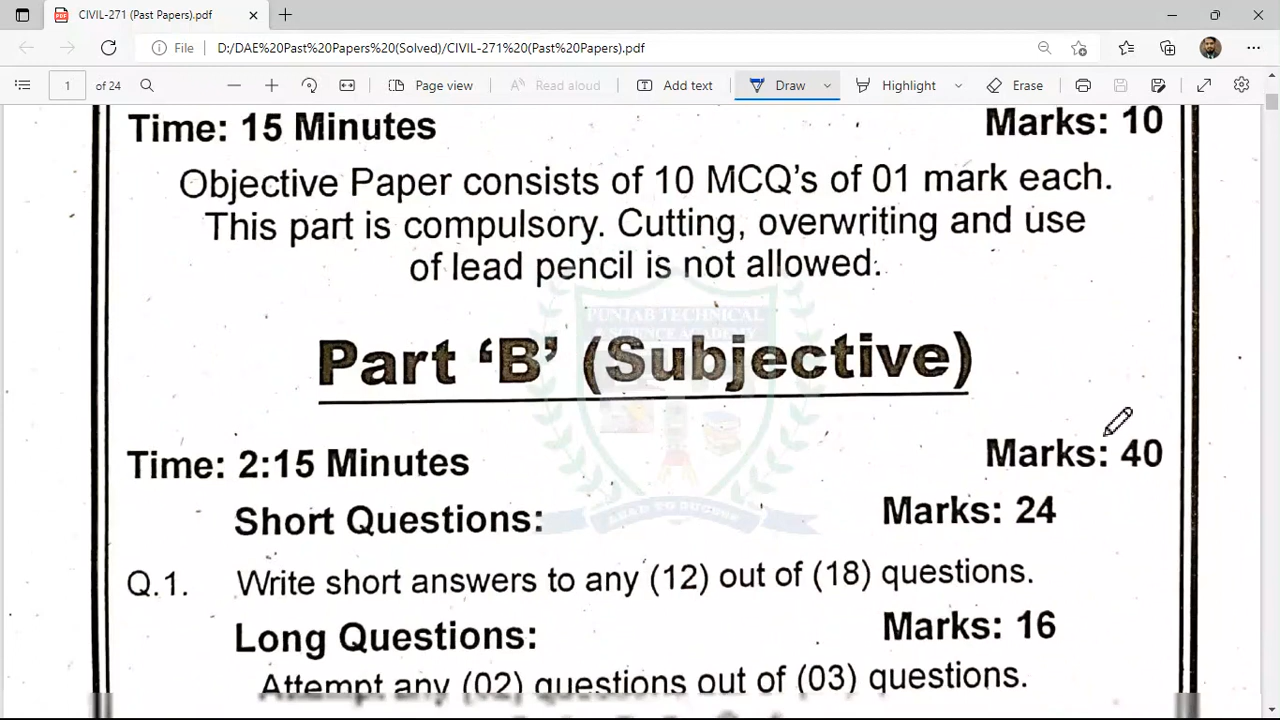 CIVIL-271 (Past Papers).pdf
File D:/DAE%20Past%20Papers%20(Solved)/CIVIL-271%20(Past%20Papers).pdf
1 of 24 Page view Read aloud Add text Draw Highlight Erase
Time: 15 Minutes Marks: 10
Objective Paper consists of 10 MCQ's of 01 mark each.
This part is compulsory. Cutting, overwriting and use
of lead pencil is not allowed.
PUNJAB TECHNICAL
& SCIENCE ACADEMY
Part ‘B’ (Subjective)
Time: 2:15 Minutes Marks: 40
Short Questions: Marks: 24
Q.1. Write short answers to any (12) out of (18) questions.
Long Questions: Marks: 16
Attempt any (02) questions out of (03) questions.